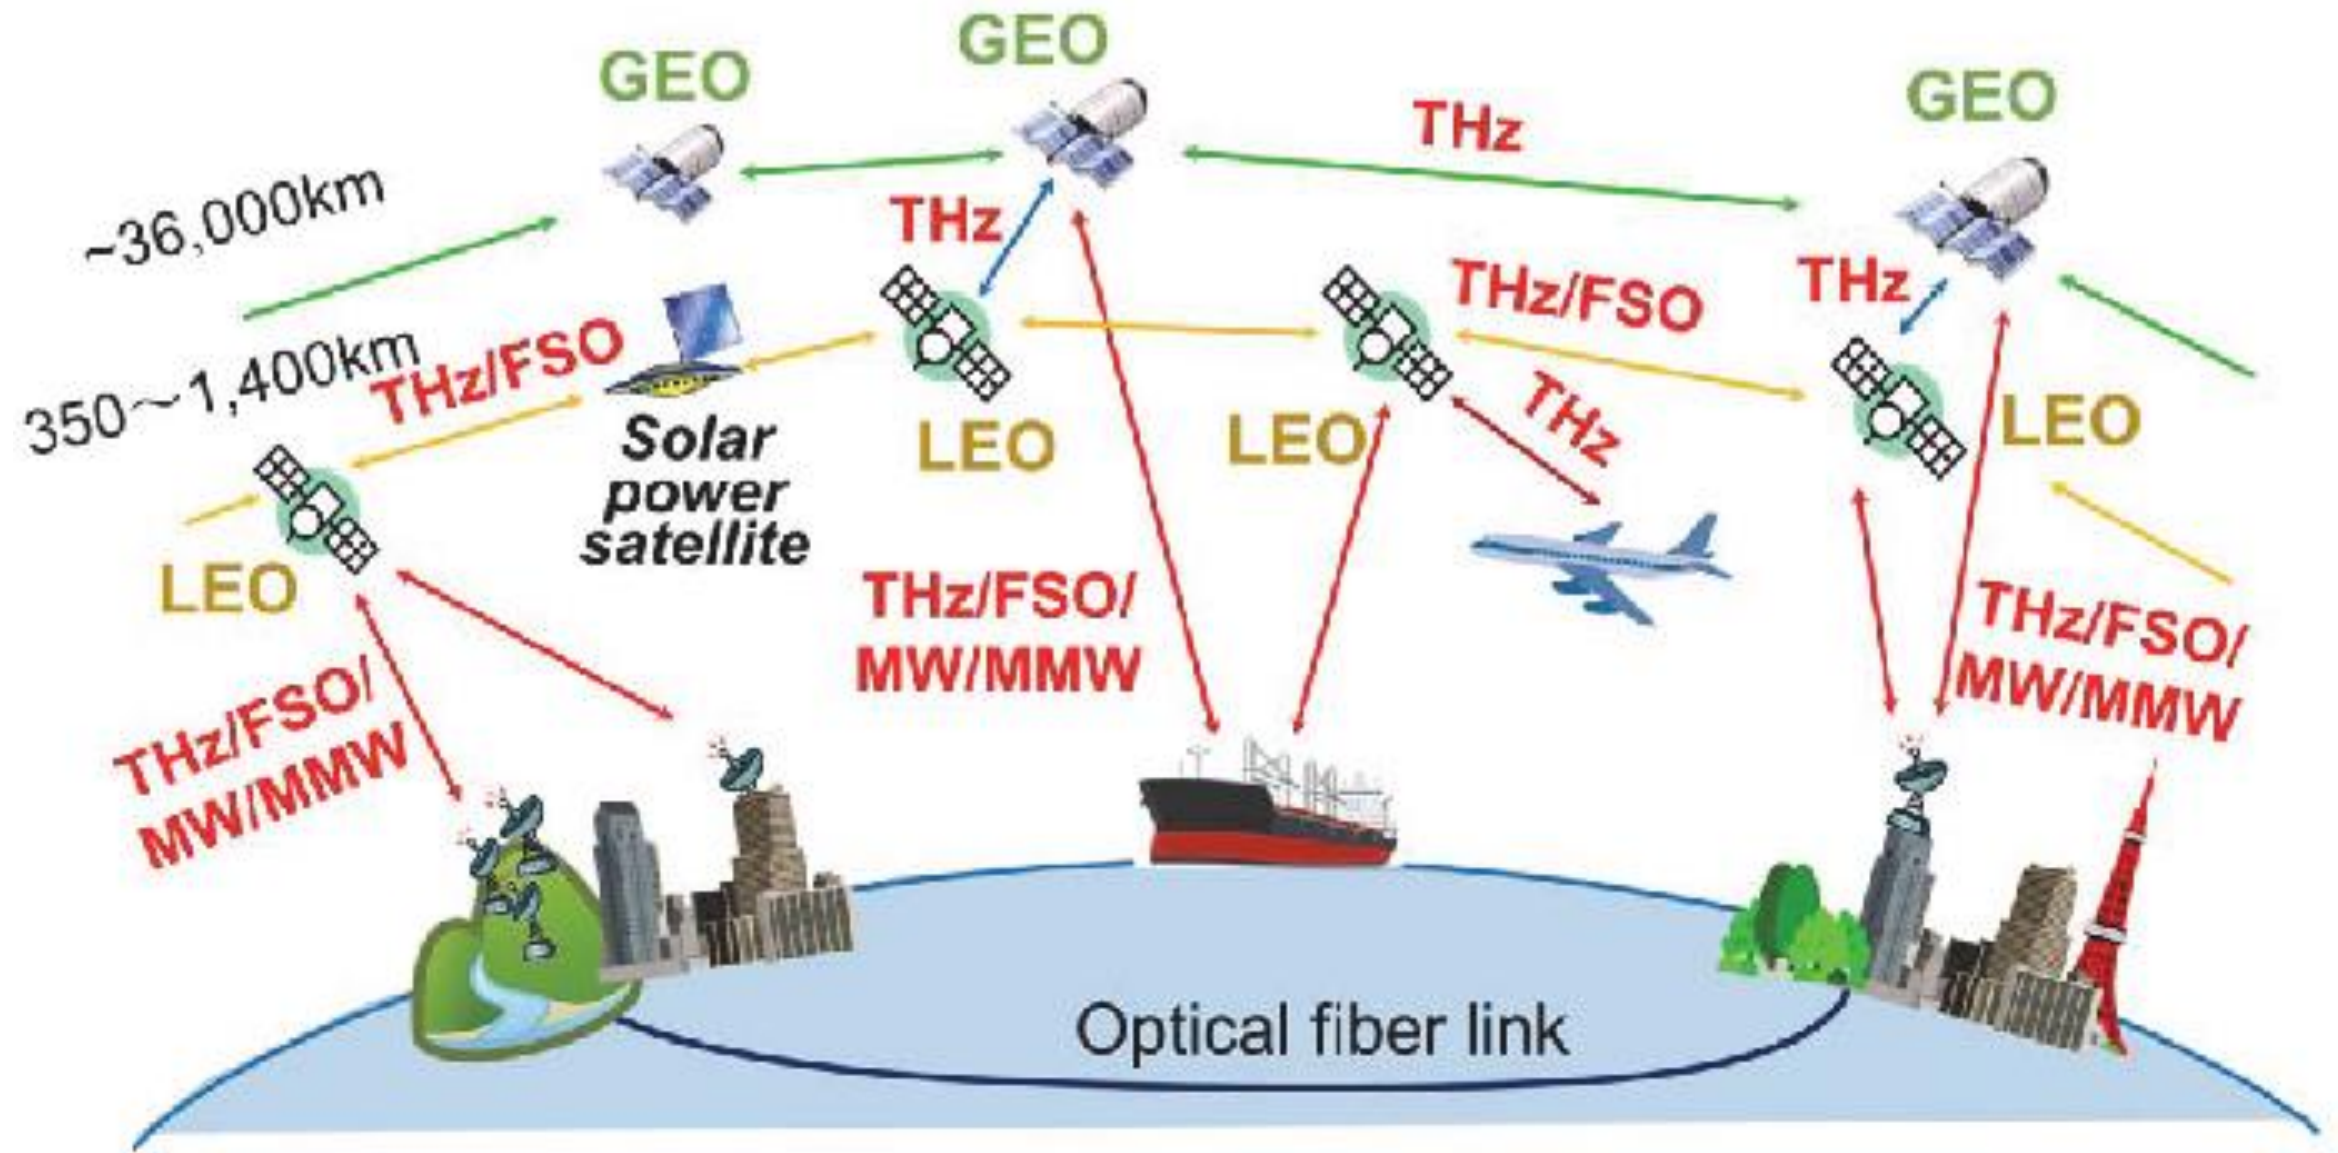 GEO
GEO
GEO
THz
~36,000km
THz
THz/FSO
THz
350～1,400km
THz/FSO
THz
Solar
power
satellite
LEO
LEO
LEO
LEO
THz/FSO/
MW/MMW
THz/FSO/
MW/MMW
THz/FSO/
MW/MMW
Optical fiber link